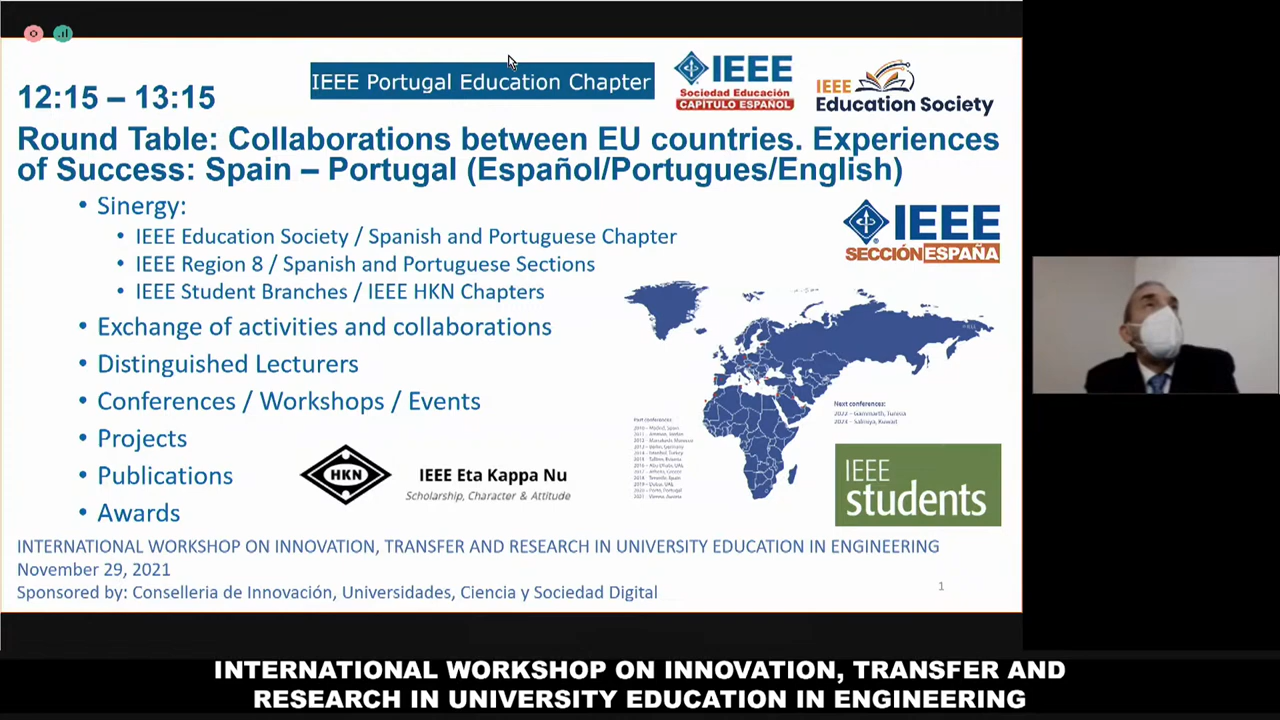 IEEE Portugal Education Chapter
IEEE
Sociedad Educación
CAPÍTULO ESPAÑOL
IEEE
Education Society
12:15 – 13:15
Round Table: Collaborations between EU countries. Experiences
of Success: Spain – Portugal (Español/Portugues/English)
• Sinergy:
• IEEE Education Society / Spanish and Portuguese Chapter
• IEEE Region 8 / Spanish and Portuguese Sections
• IEEE Student Branches / IEEE HKN Chapters
• Exchange of activities and collaborations
• Distinguished Lecturers
• Conferences / Workshops / Events
• Projects
• Publications
• Awards
IEEE
SECCIÓN ESPAÑA
Next conferences:
HKN
IEEE Eta Kappa Nu
Scholarship, Character & Attitude
IEEE
students
INTERNATIONAL WORKSHOP ON INNOVATION, TRANSFER AND RESEARCH IN UNIVERSITY EDUCATION IN ENGINEERING
November 29, 2021
Sponsored by: Conselleria de Innovación, Universidades, Ciencia y Sociedad Digital
1
INTERNATIONAL WORKSHOP ON INNOVATION, TRANSFER AND
RESEARCH IN UNIVERSITY EDUCATION IN ENGINEERING